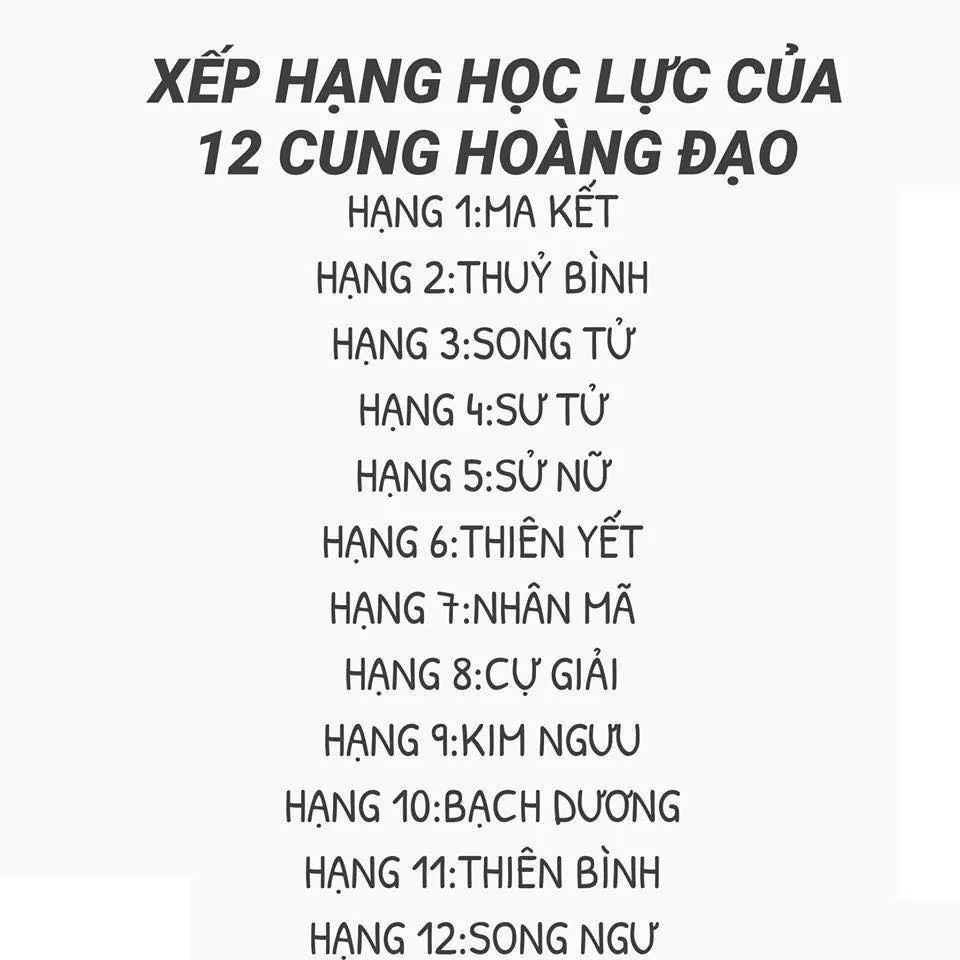 XẾP HẠNG HỌC LỰC CỦA
12 CUNG HOÀNG ĐẠO
HẠNG 1:MA KẾT
HẠNG 2:THUỶ BÌNH
HẠNG 3:SONG TỬ
HẠNG 4:SƯ TỬ
HẠNG 5:SỬ NỮ
HẠNG 6:THIÊN YẾT
HẠNG 7:NHÂN MÃ
HẠNG 8:CỰ GIẢI
HẠNG 9:KIM NGƯU
HẠNG 10:BẠCH DƯƠNG
HẠNG 11:THIÊN BÌNH
HẠNG 12:SONG NGƯ